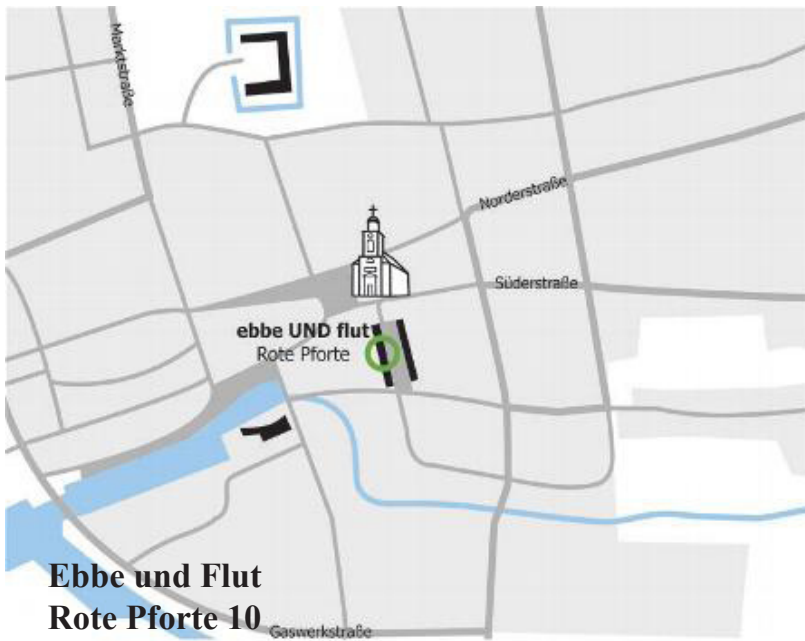 Marktstraße
Norderstraße
Süderstraße
ebbe UND flut
Rote Pforte
Ebbe und Flut
Rote Pforte 10
Gaswerkstraße